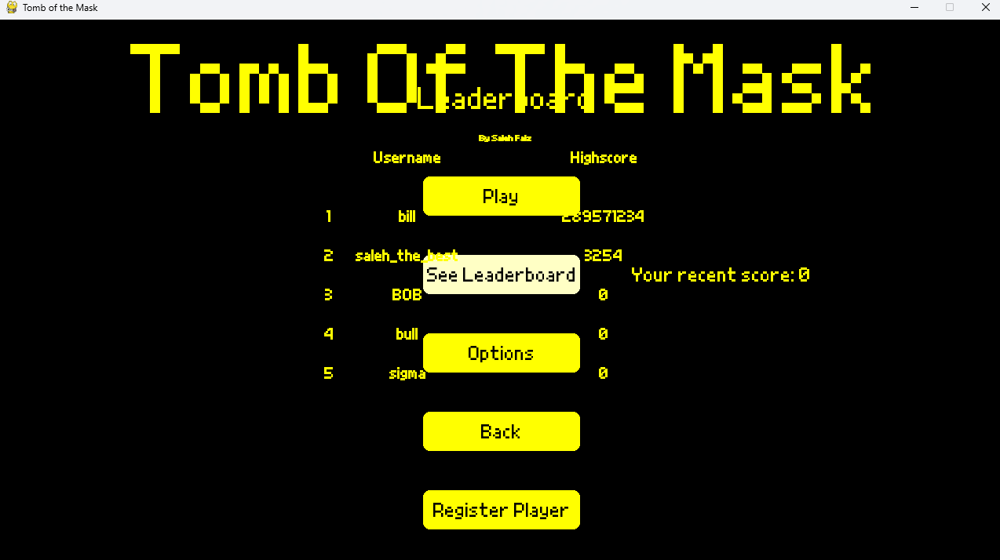 Tomb of the Mask
Tomb Of The Mask
Leaderboard
By Saleh Faiz
Username Highscore
Play
1 bill 289571234
2 saleh_the_best 3254
See Leaderboard
Your recent score: 0
3 BOB 0
4 bull 0
Options
5 sigma 0
Back
Register Player